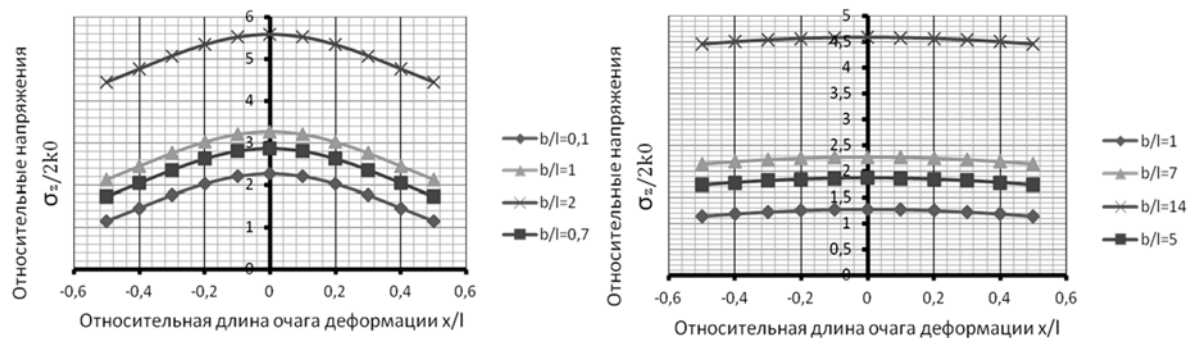 Относительные напряжения
σz/2k0
6
5
4
3
2
1
0
-0,6 -0,4 -0,2 0 0,2 0,4 0,6
Относительная длина очага деформации x/l
b/l=0,1
b/l=1
b/l=2
b/l=0,7
Относительные напряжения
σz/2k0
5
4,5
4
3,5
3
2,5
2
1,5
1
0,5
0
-0,6 -0,4 -0,2 0 0,2 0,4 0,6
Относительная длина очага деформации x/l
b/l=1
b/l=7
b/l=14
b/l=5